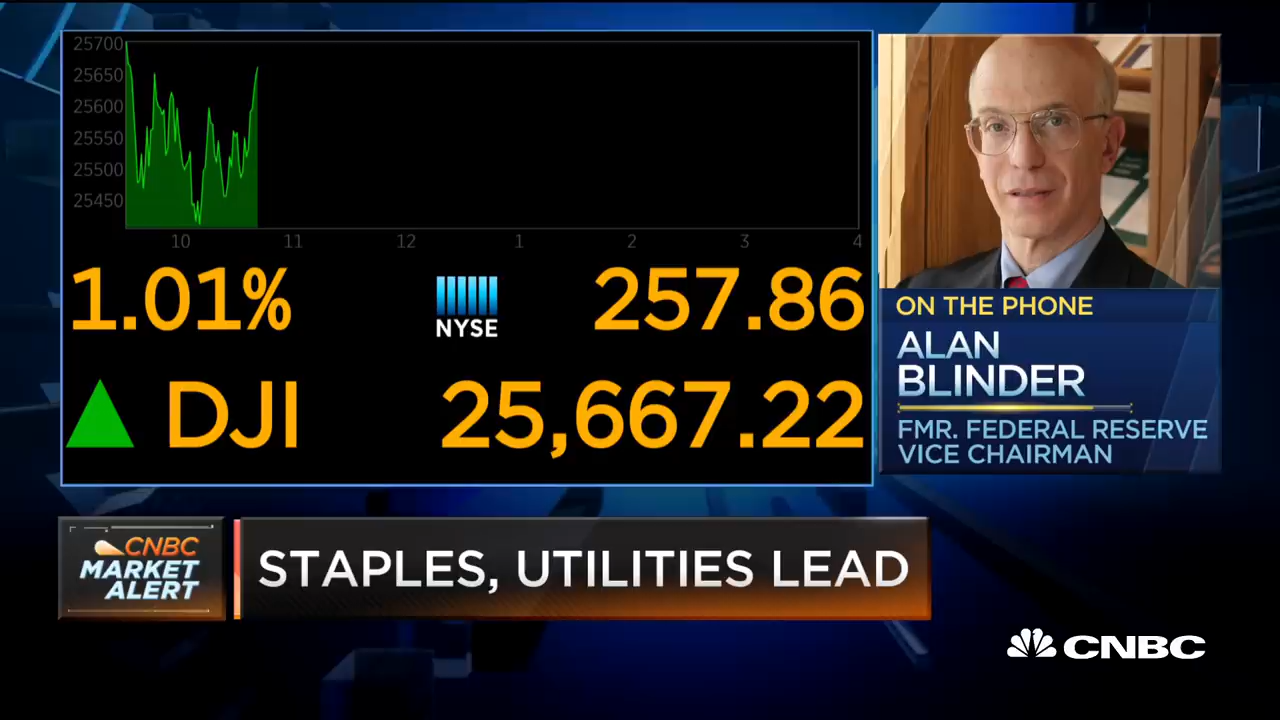 25700
25650
25600
25550
25500
25450
10 11 12 1 2 3 4
1.01% NYSE 257.86
DJI 25,667.22
ON THE PHONE
ALAN
BLINDER
FMR. FEDERAL RESERVE
VICE CHAIRMAN
CNBC
MARKET
ALERT
STAPLES, UTILITIES LEAD
CNBC